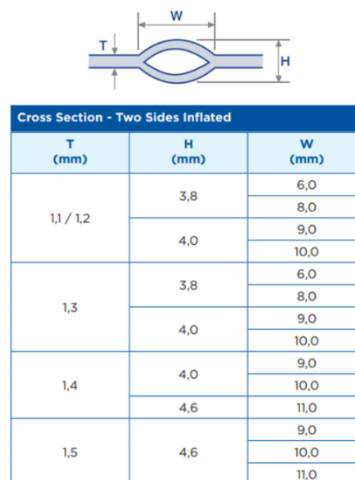 W
T
H
Cross Section - Two Sides Inflated
T
(mm)
H
(mm)
W
(mm)
1,1 / 1,2
3,8
6,0
8,0
4,0
9,0
10,0
1,3
3,8
6,0
8,0
4,0
9,0
10,0
1,4
4,0
9,0
10,0
4,6
11,0
1,5
4,6
9,0
10,0
11,0